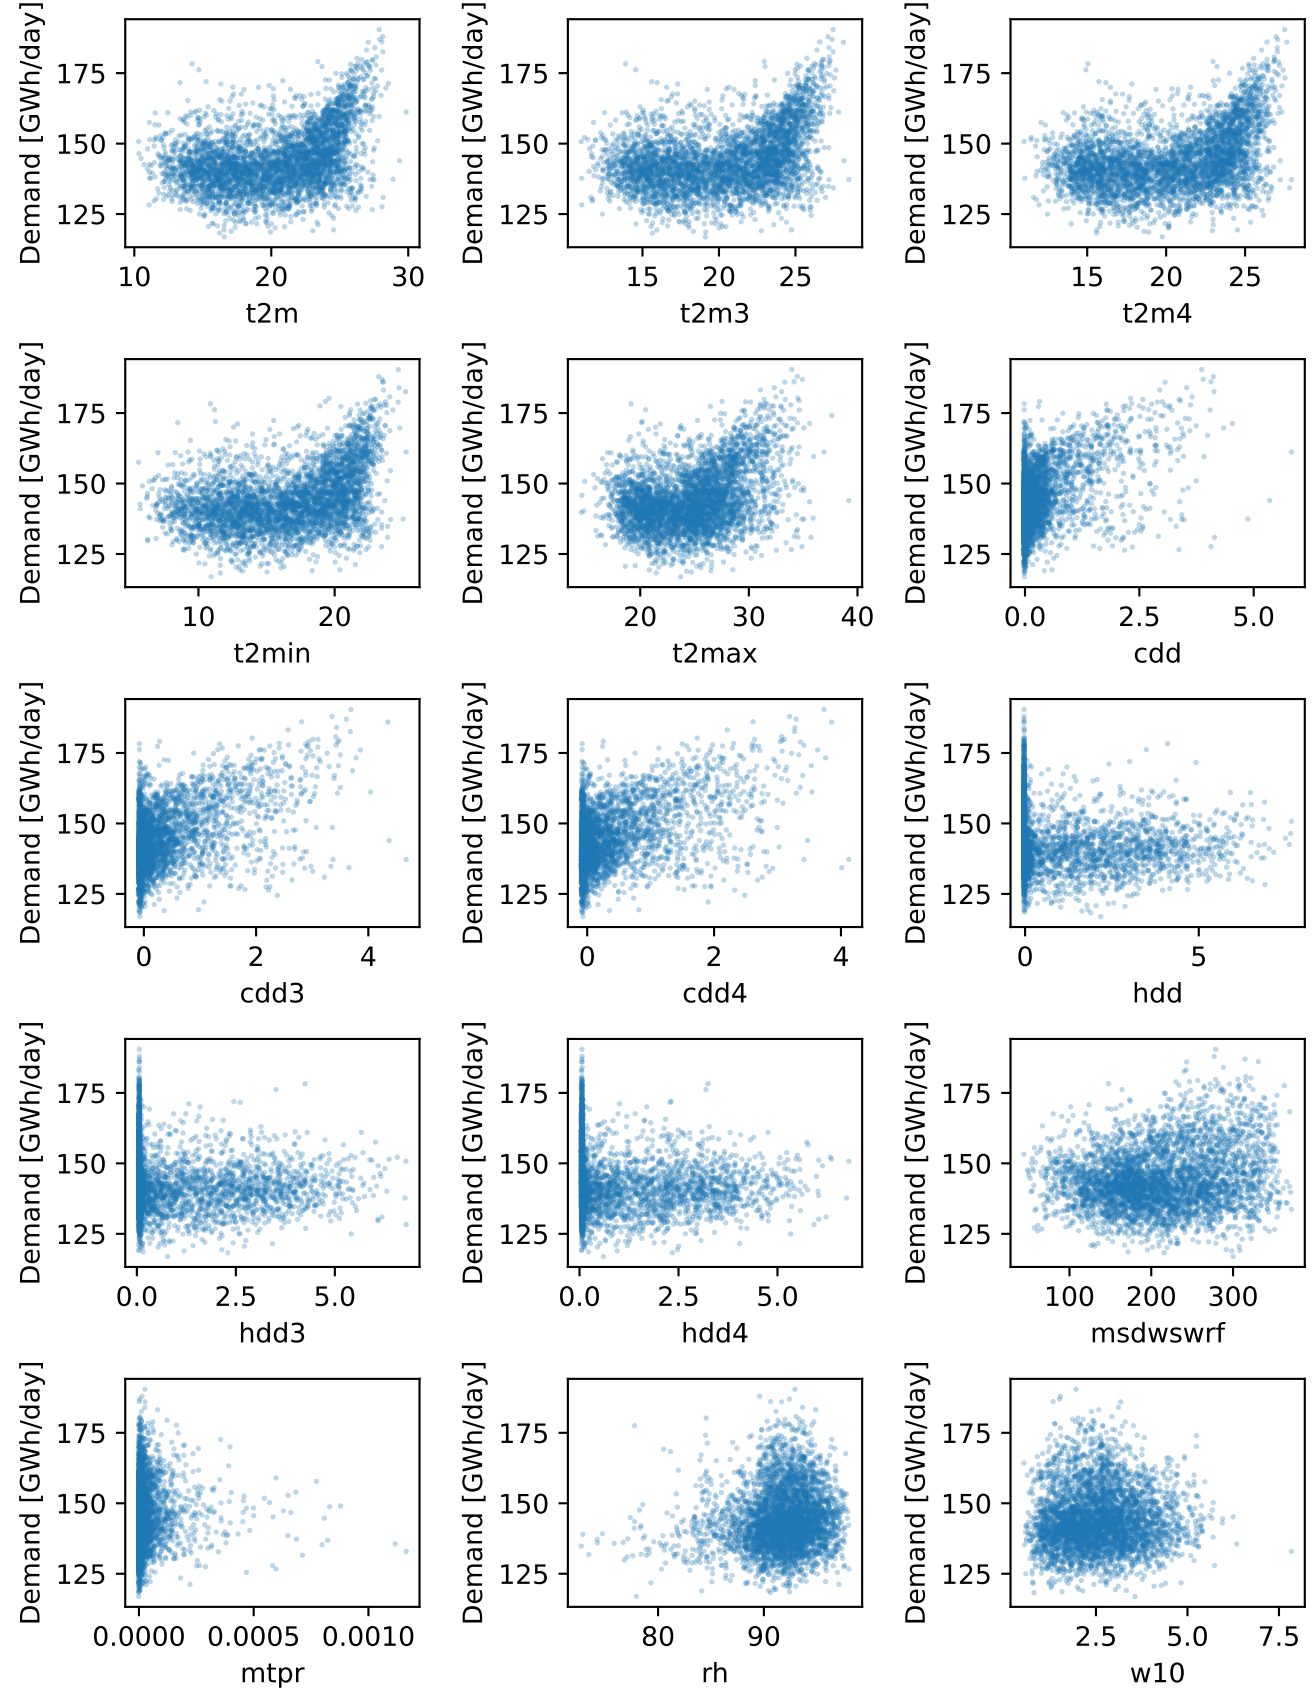 Demand [GWh/day]
175
150
125
10 20 30
t2m
Demand [GWh/day]
175
150
125
15 20 25
t2m3
Demand [GWh/day]
175
150
125
15 20 25
t2m4
Demand [GWh/day]
175
150
125
10 20
t2min
Demand [GWh/day]
175
150
125
20 30 40
t2max
Demand [GWh/day]
175
150
125
0.0 2.5 5.0
cdd
Demand [GWh/day]
175
150
125
0 2 4
cdd3
Demand [GWh/day]
175
150
125
0 2 4
cdd4
Demand [GWh/day]
175
150
125
0 5
hdd
Demand [GWh/day]
175
150
125
0.0 2.5 5.0
hdd3
Demand [GWh/day]
175
150
125
0.0 2.5 5.0
hdd4
Demand [GWh/day]
175
150
125
100 200 300
msdwswrf
Demand [GWh/day]
175
150
125
0.0000 0.0005 0.0010
mtpr
Demand [GWh/day]
175
150
125
80 90
rh
Demand [GWh/day]
175
150
125
2.5 5.0 7.5
w10